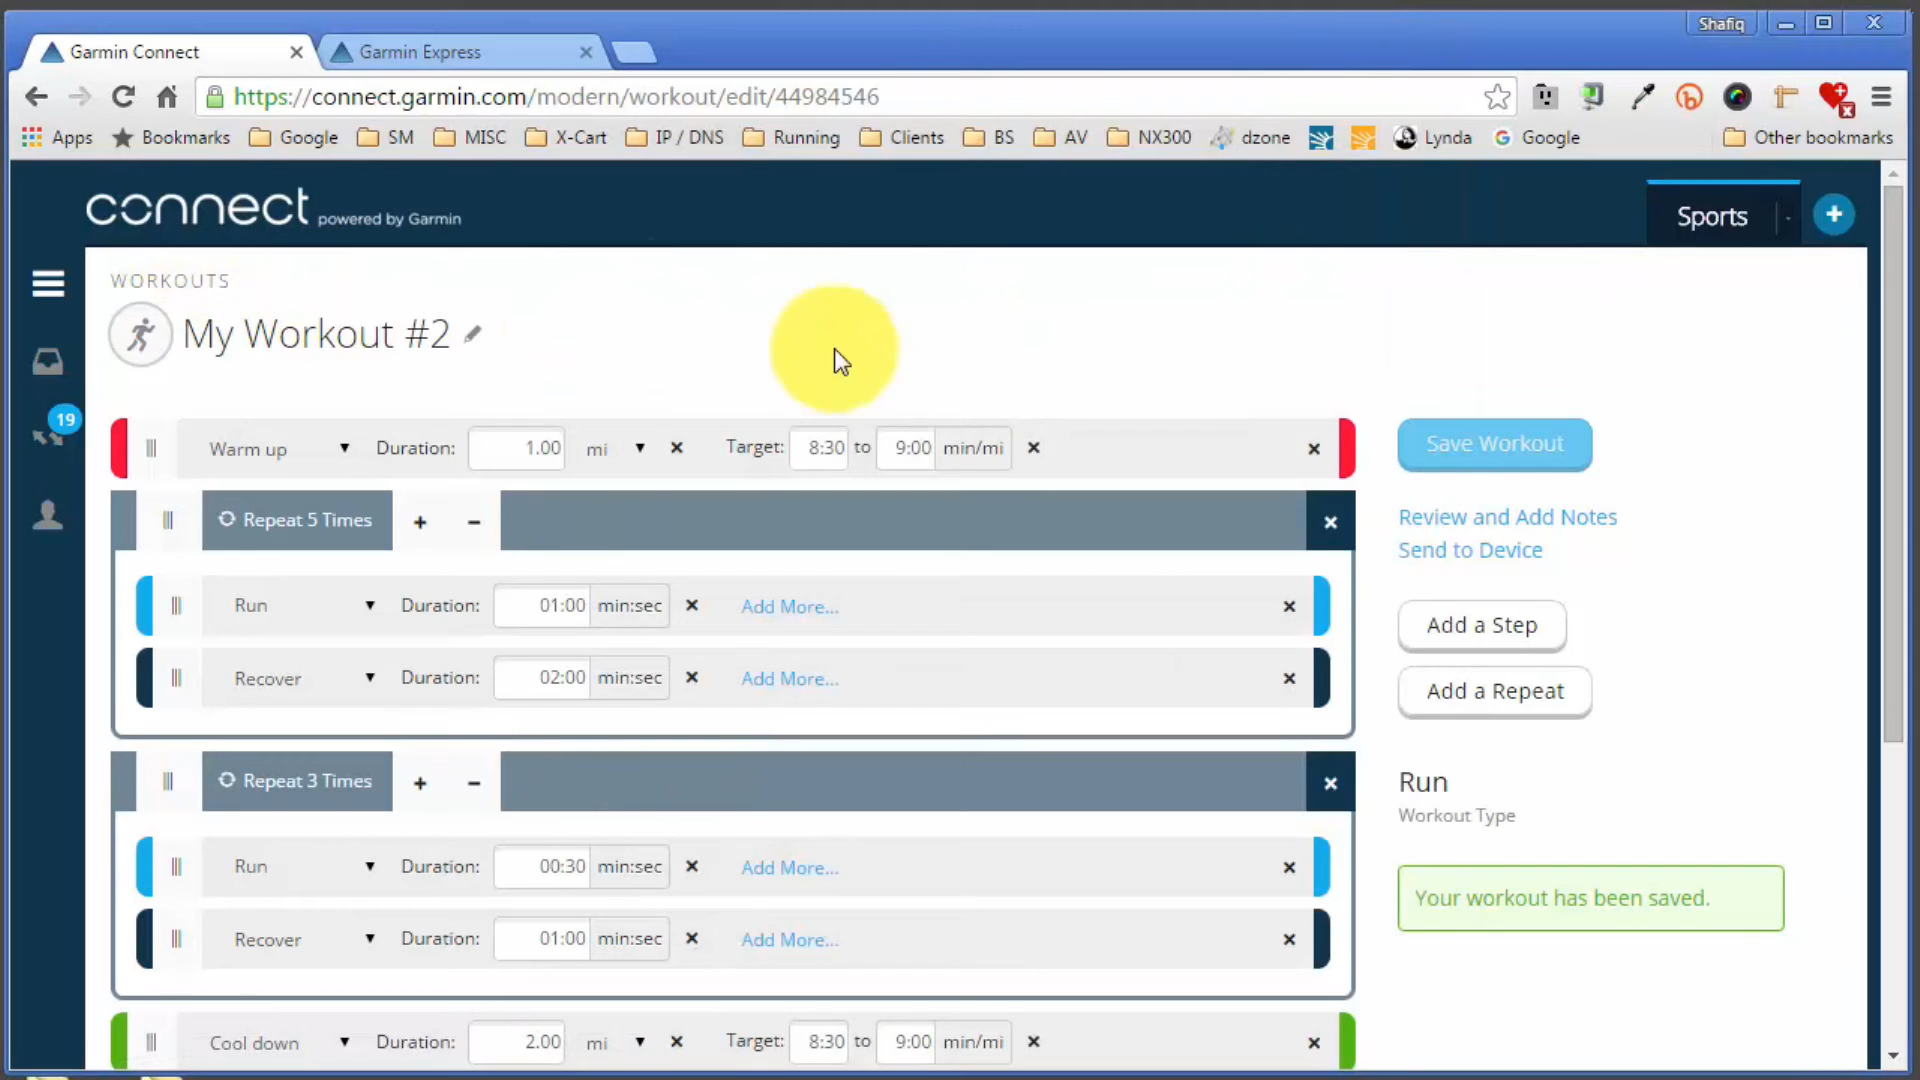 Shafiq
Garmin Connect
Garmin Express
https://connect.garmin.com/modern/workout/edit/44984546
Apps Bookmarks Google SM MISC X-Cart IP / DNS Running Clients BS AV NX300 dzone Lynda Google Other bookmarks
connect powered by Garmin
Sports
19
WORKOUTS
My Workout #2
Warm up Duration: 1.00 mi Target: 8:30 to 9:00 min/mi
Save Workout
Repeat 5 Times + −
Review and Add Notes
Send to Device
Run Duration: 01:00 min:sec Add More...
Add a Step
Recover Duration: 02:00 min:sec Add More...
Add a Repeat
Repeat 3 Times + −
Run
Workout Type
Run Duration: 00:30 min:sec Add More...
Your workout has been saved.
Recover Duration: 01:00 min:sec Add More...
Cool down Duration: 2.00 mi Target: 8:30 to 9:00 min/mi